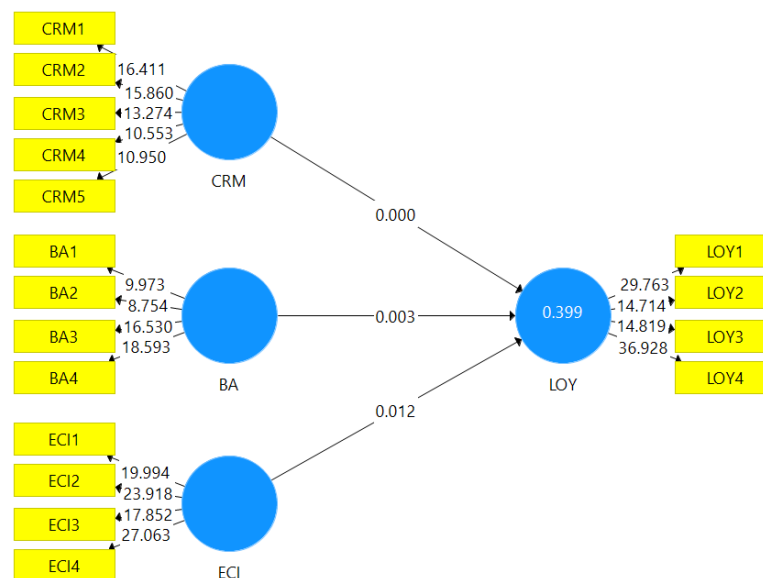 CRM1
CRM2
CRM3
CRM4
CRM5
16.411
15.860
13.274
10.553
10.950
CRM
0.000
BA1
BA2
BA3
BA4
9.973
8.754
16.530
18.593
BA
0.003
ECI1
ECI2
ECI3
ECI4
19.994
23.918
17.852
27.063
ECI
0.012
0.399
LOY
29.763
14.714
14.819
36.928
LOY1
LOY2
LOY3
LOY4